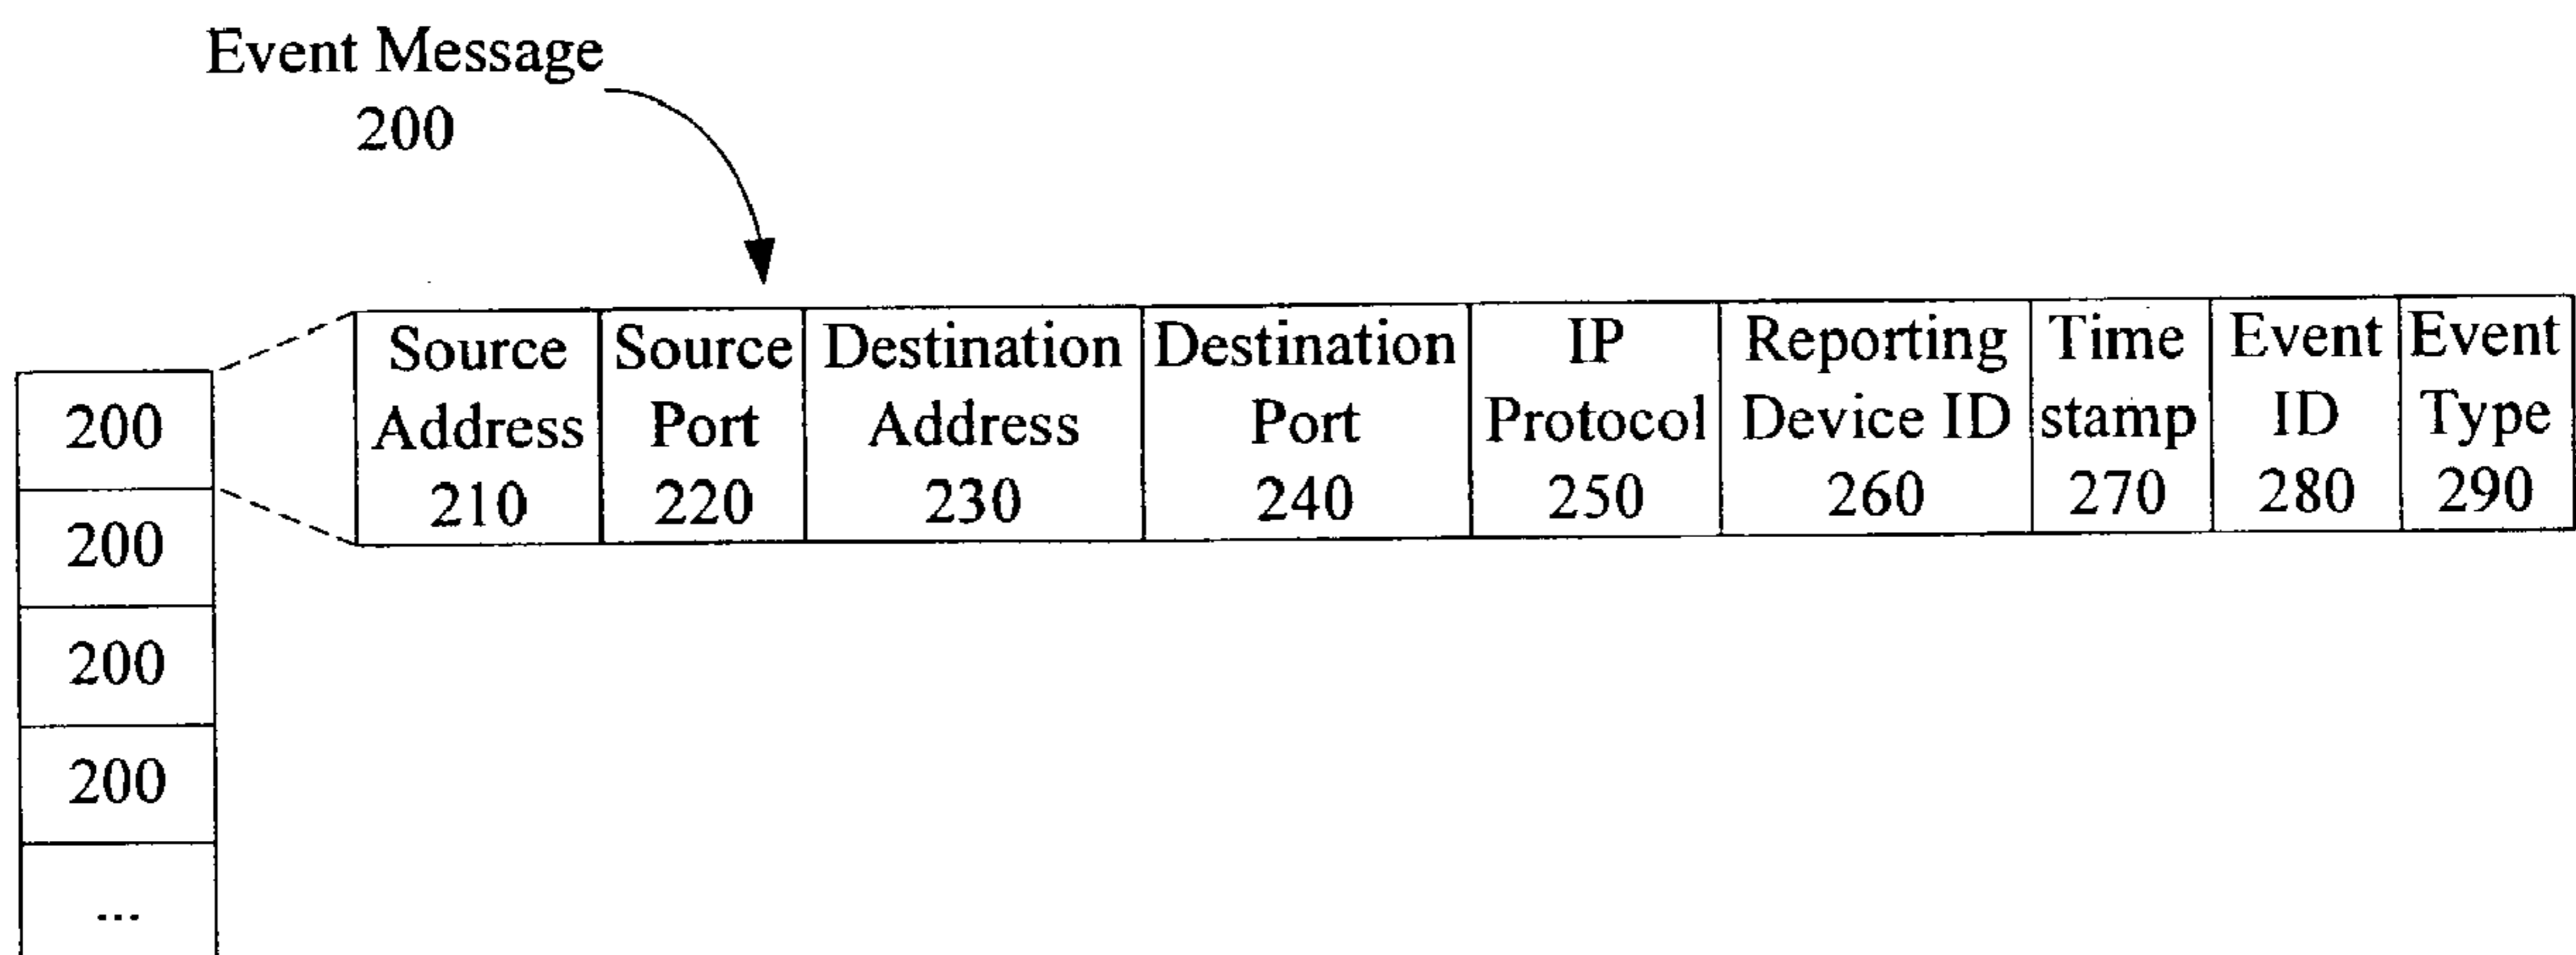 Event Message
200
Source Address 210
Source Port 220
Destination Address 230
Destination Port 240
IP Protocol 250
Reporting Device ID 260
Time stamp 270
Event ID 280
Event Type 290
200
200
200
200
...